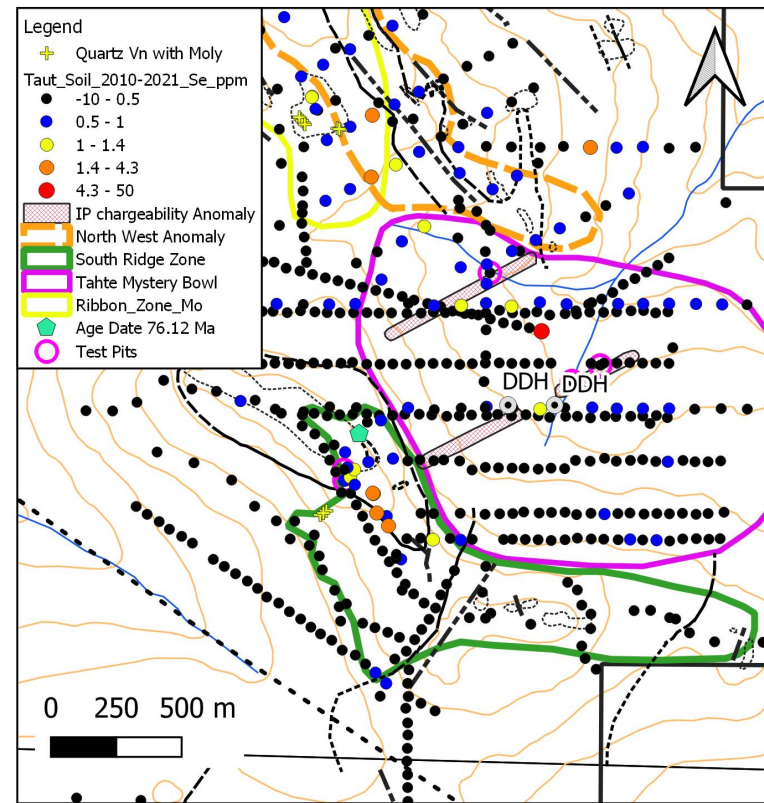 Legend
Quartz Vn with Moly
Taut_Soil_2010-2021_Se_ppm
-10 - 0.5
0.5 - 1
1 - 1.4
1.4 - 4.3
4.3 - 50
IP chargeability Anomaly
North West Anomaly
South Ridge Zone
Tahte Mystery Bowl
Ribbon_Zone_Mo
Age Date 76.12 Ma
Test Pits
DDH DDH
0 250 500 m